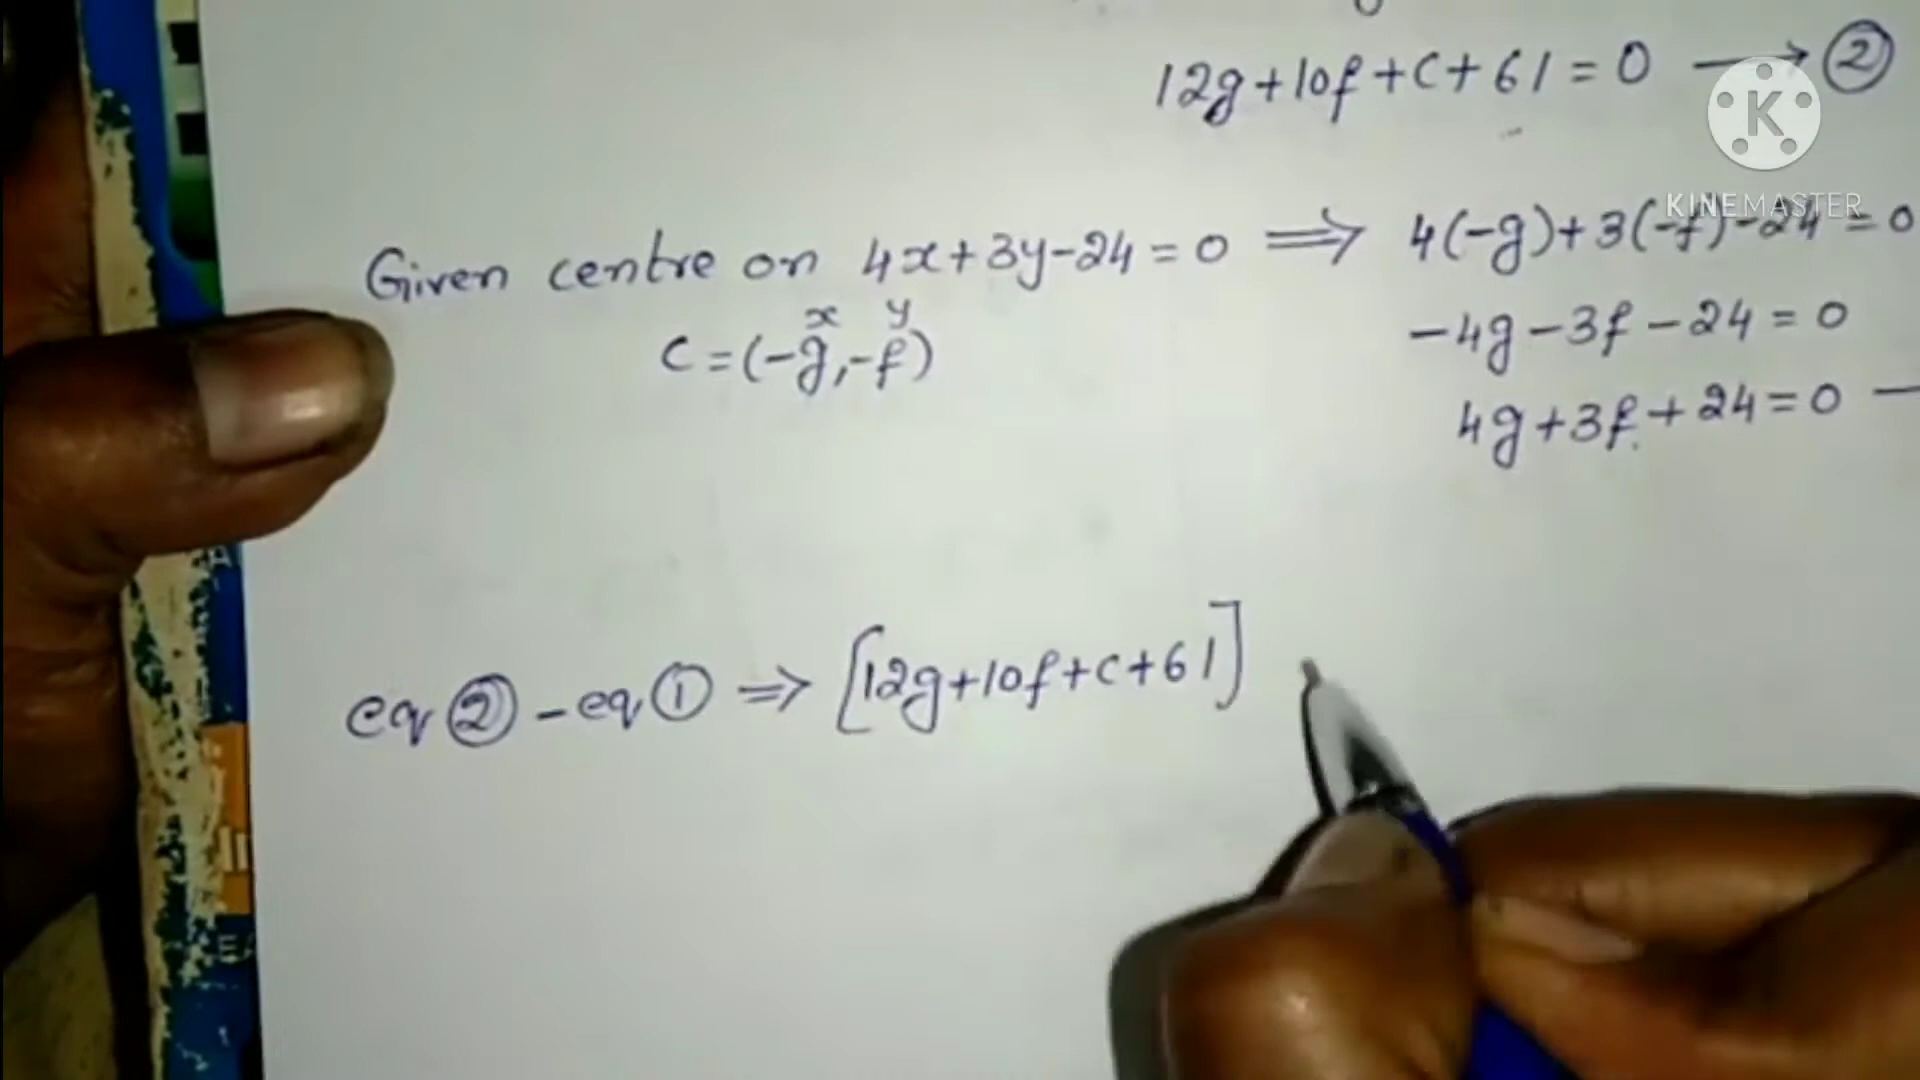 12g+10f+c+61=0 → ②
K
KINEMASTER
Given centre on 4x+3y-24=0 ⟹ 4(-g)+3(-f)-24=0
x y
C=(-g,-f)
-4g-3f-24=0
4g+3f+24=0 —
eq ② - eq ① ⇒ [12g+10f+c+61]